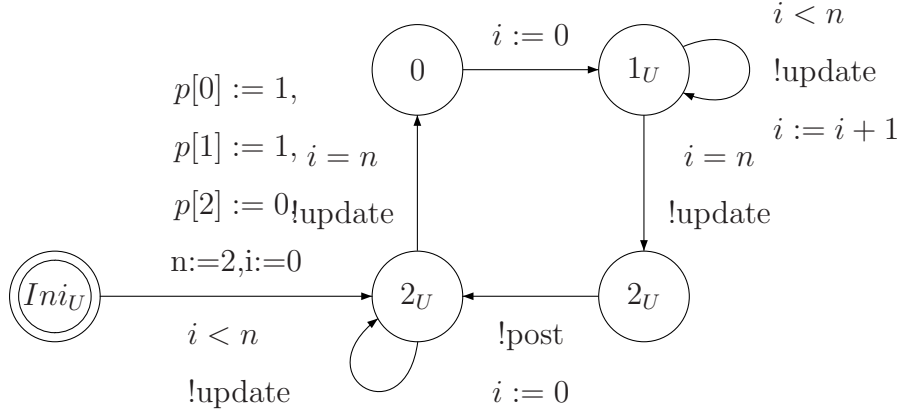 i < n
i := 0
0
1_U
!update
p[0] := 1,
i := i + 1
p[1] := 1,
i = n
i = n
p[2] := 0,
!update
!update
n:=2,i:=0
Ini_U
2_U
2_U
i < n
!post
!update
i := 0